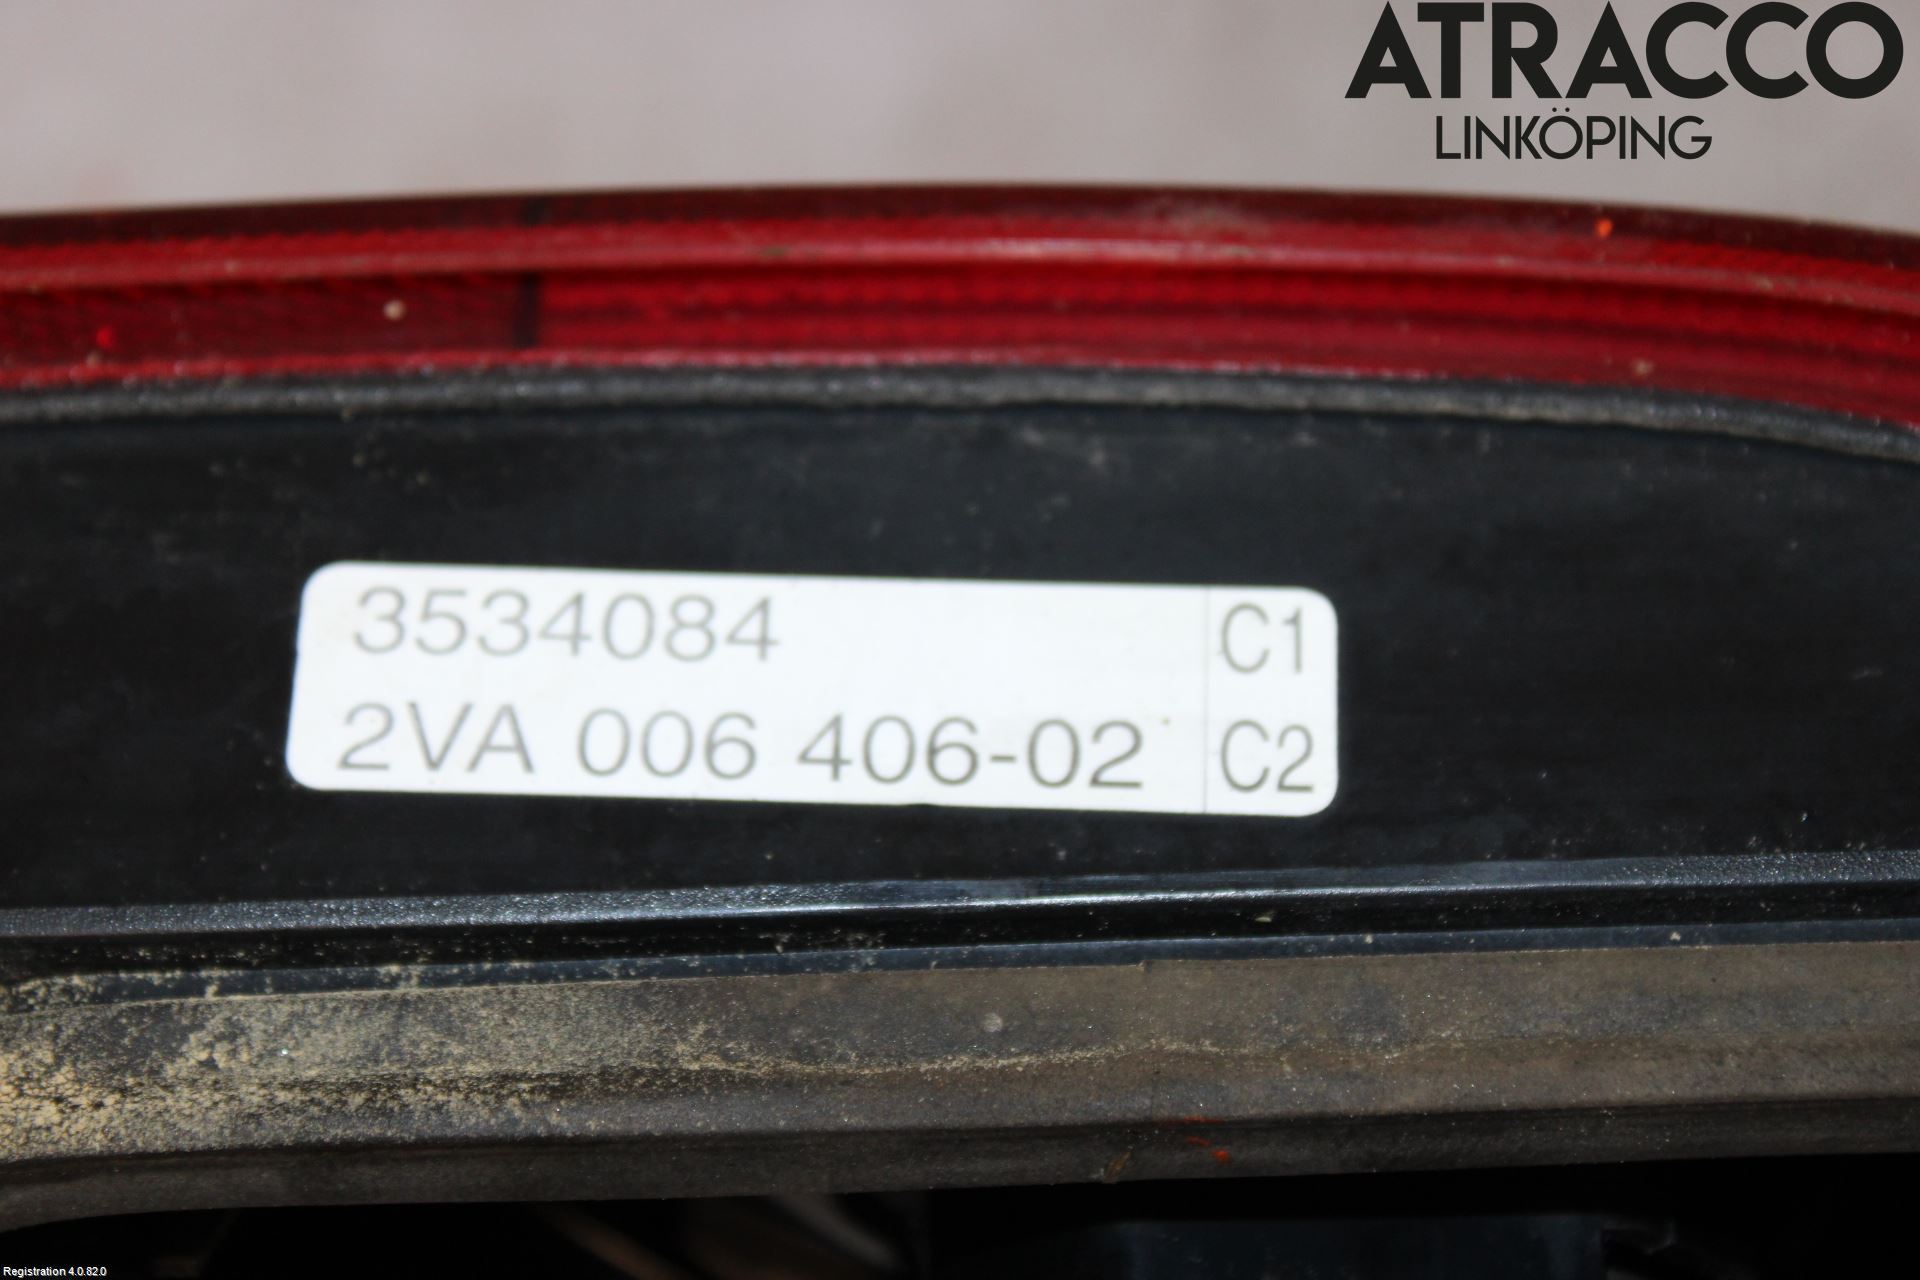 ATRACCO
LINKÖPING
3534084 C1
2VA 006 406-02 C2
Registration 4.0.82.0